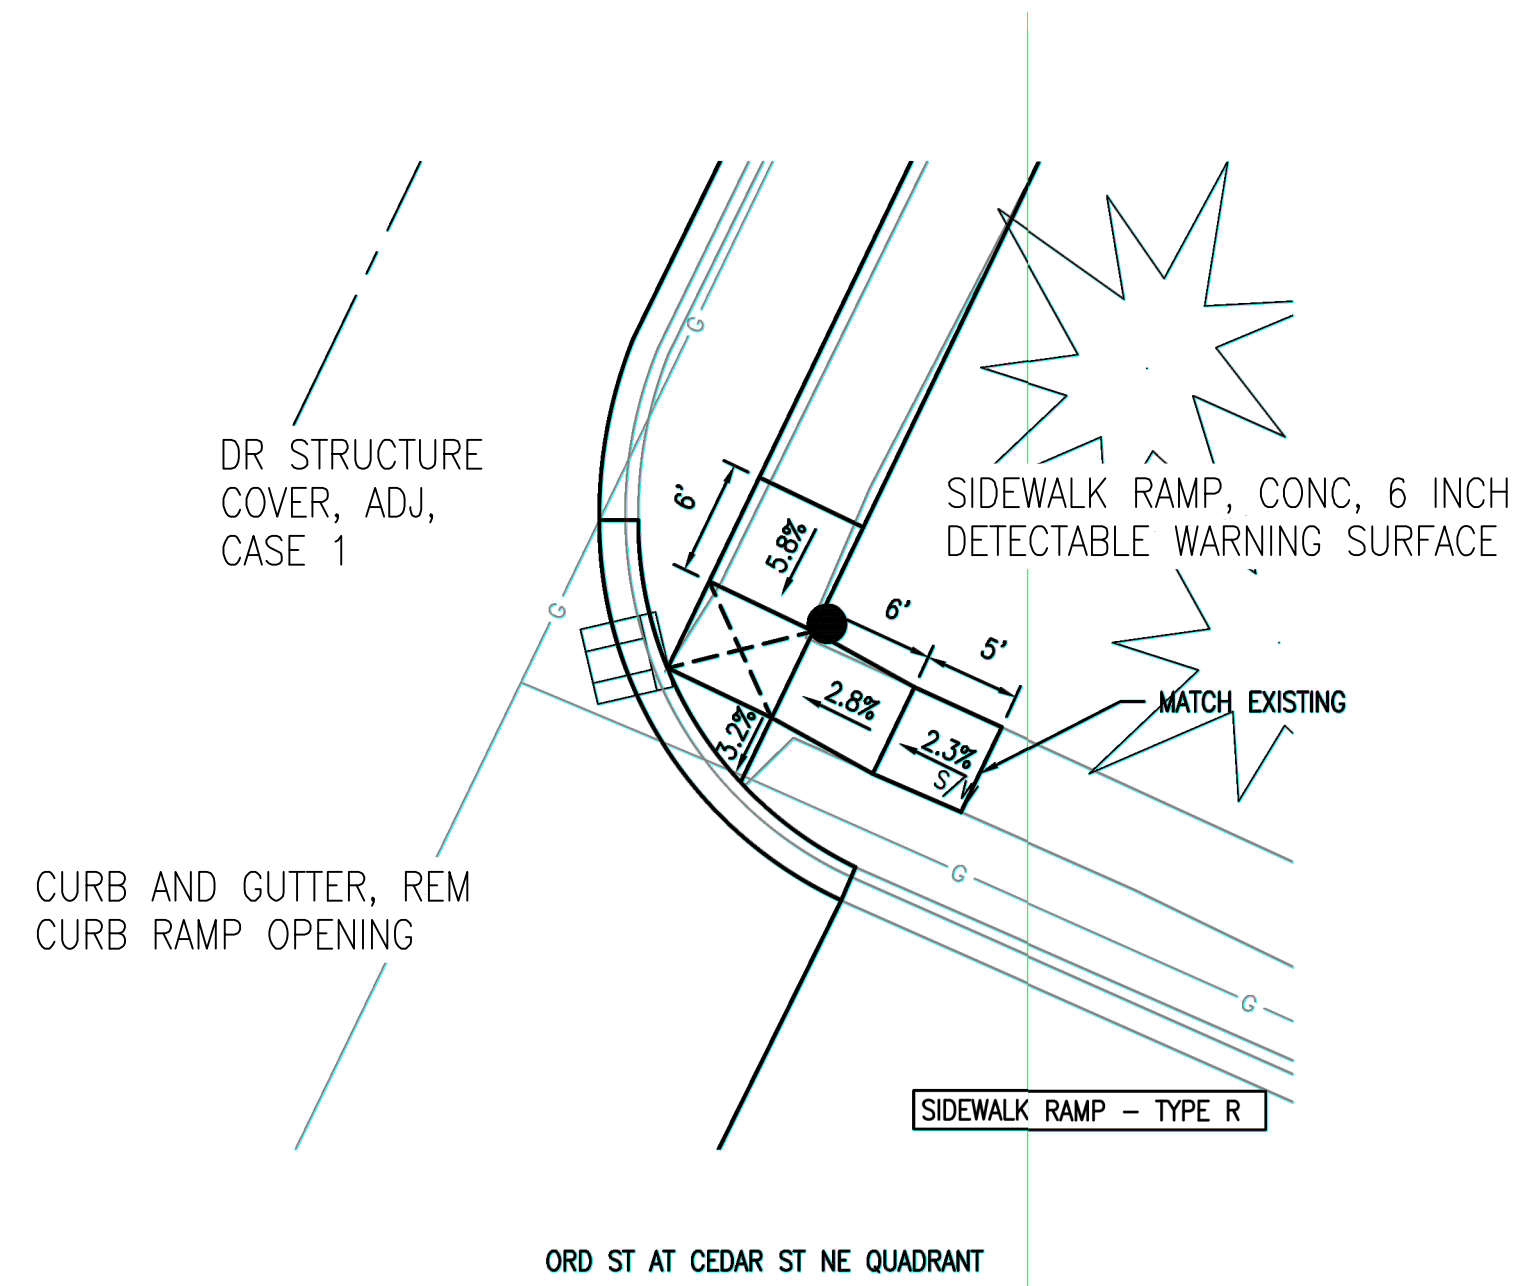 G
DR STRUCTURE
COVER, ADJ,
CASE 1
6'
5.8%
SIDEWALK RAMP, CONC, 6 INCH
DETECTABLE WARNING SURFACE
G
6'
5'
2.8%
MATCH EXISTING
3.2%
2.3%
S/W
G
CURB AND GUTTER, REM
CURB RAMP OPENING
G
SIDEWALK RAMP - TYPE R
ORD ST AT CEDAR ST NE QUADRANT